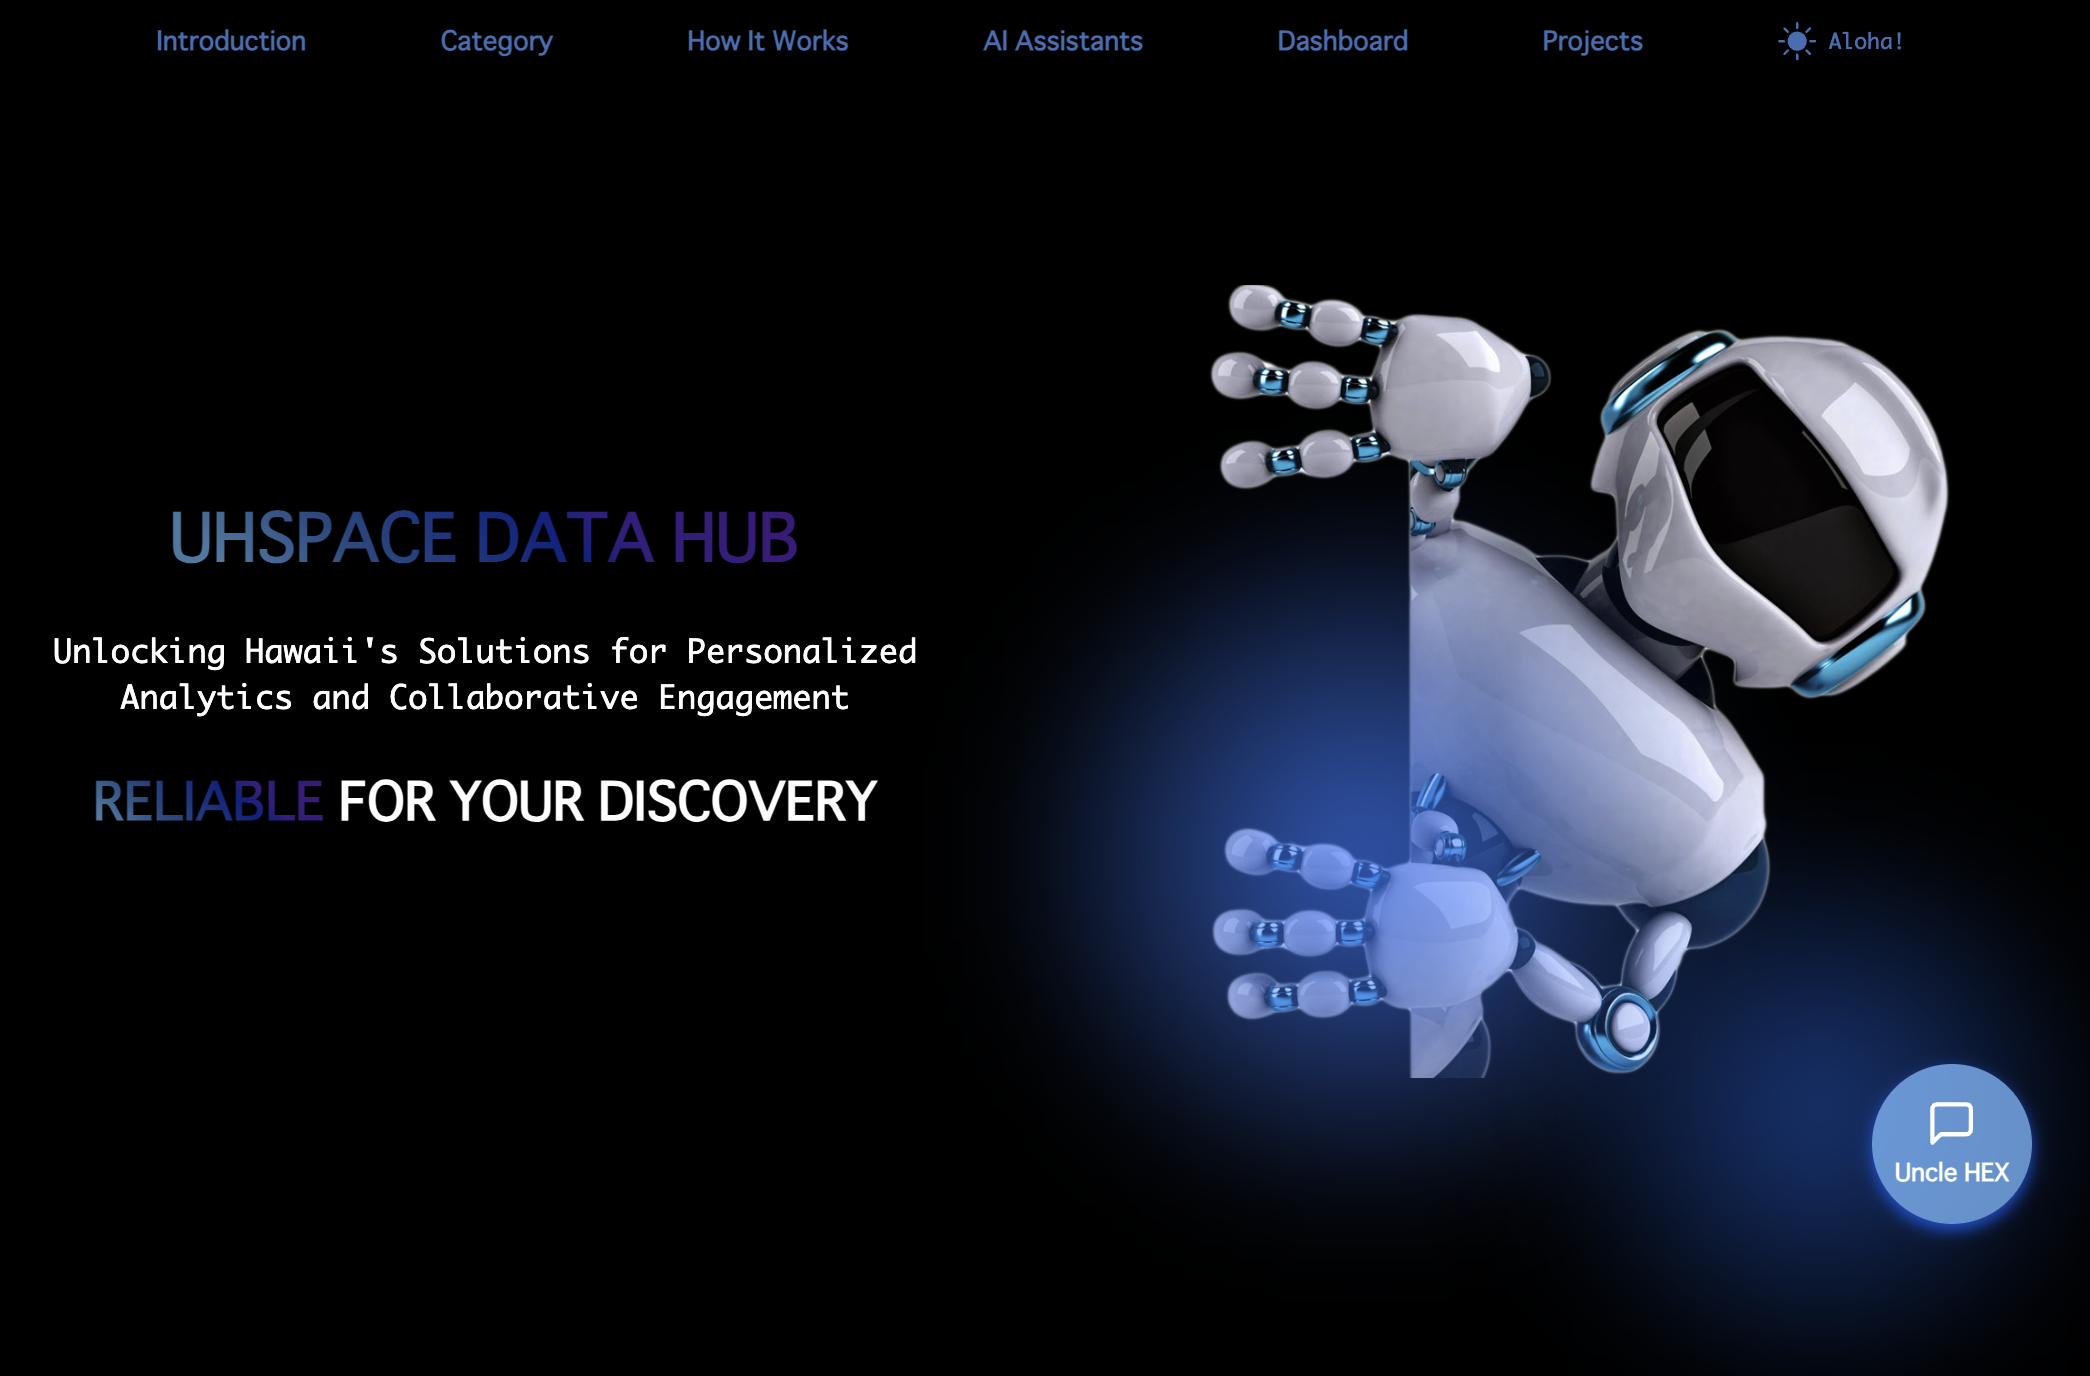 Introduction
Category
How It Works
AI Assistants
Dashboard
Projects
Aloha!
UHSPACE DATA HUB
Unlocking Hawaii's Solutions for Personalized
Analytics and Collaborative Engagement
RELIABLE FOR YOUR DISCOVERY
Uncle HEX